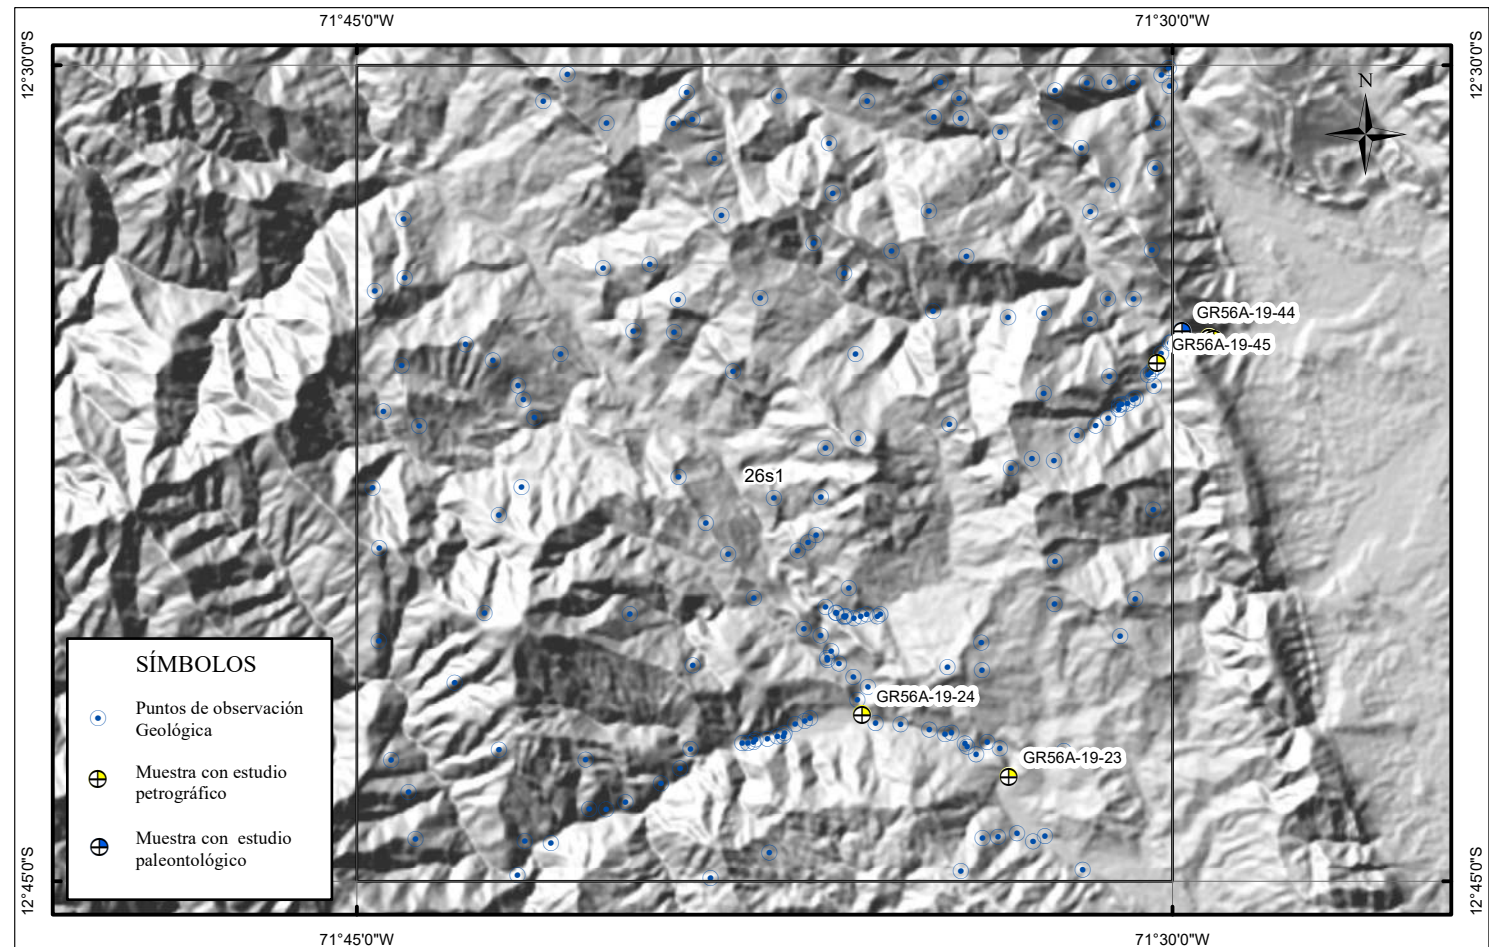 71°45'0"W
71°30'0"W
12°30'0"S
12°30'0"S
N
GR56A-19-44
GR56A-19-45
26s1
GR56A-19-24
GR56A-19-23
SÍMBOLOS
Puntos de observación
Geológica
Muestra con estudio
petrográfico
Muestra con estudio
paleontológico
12°45'0"S
12°45'0"S
71°45'0"W
71°30'0"W